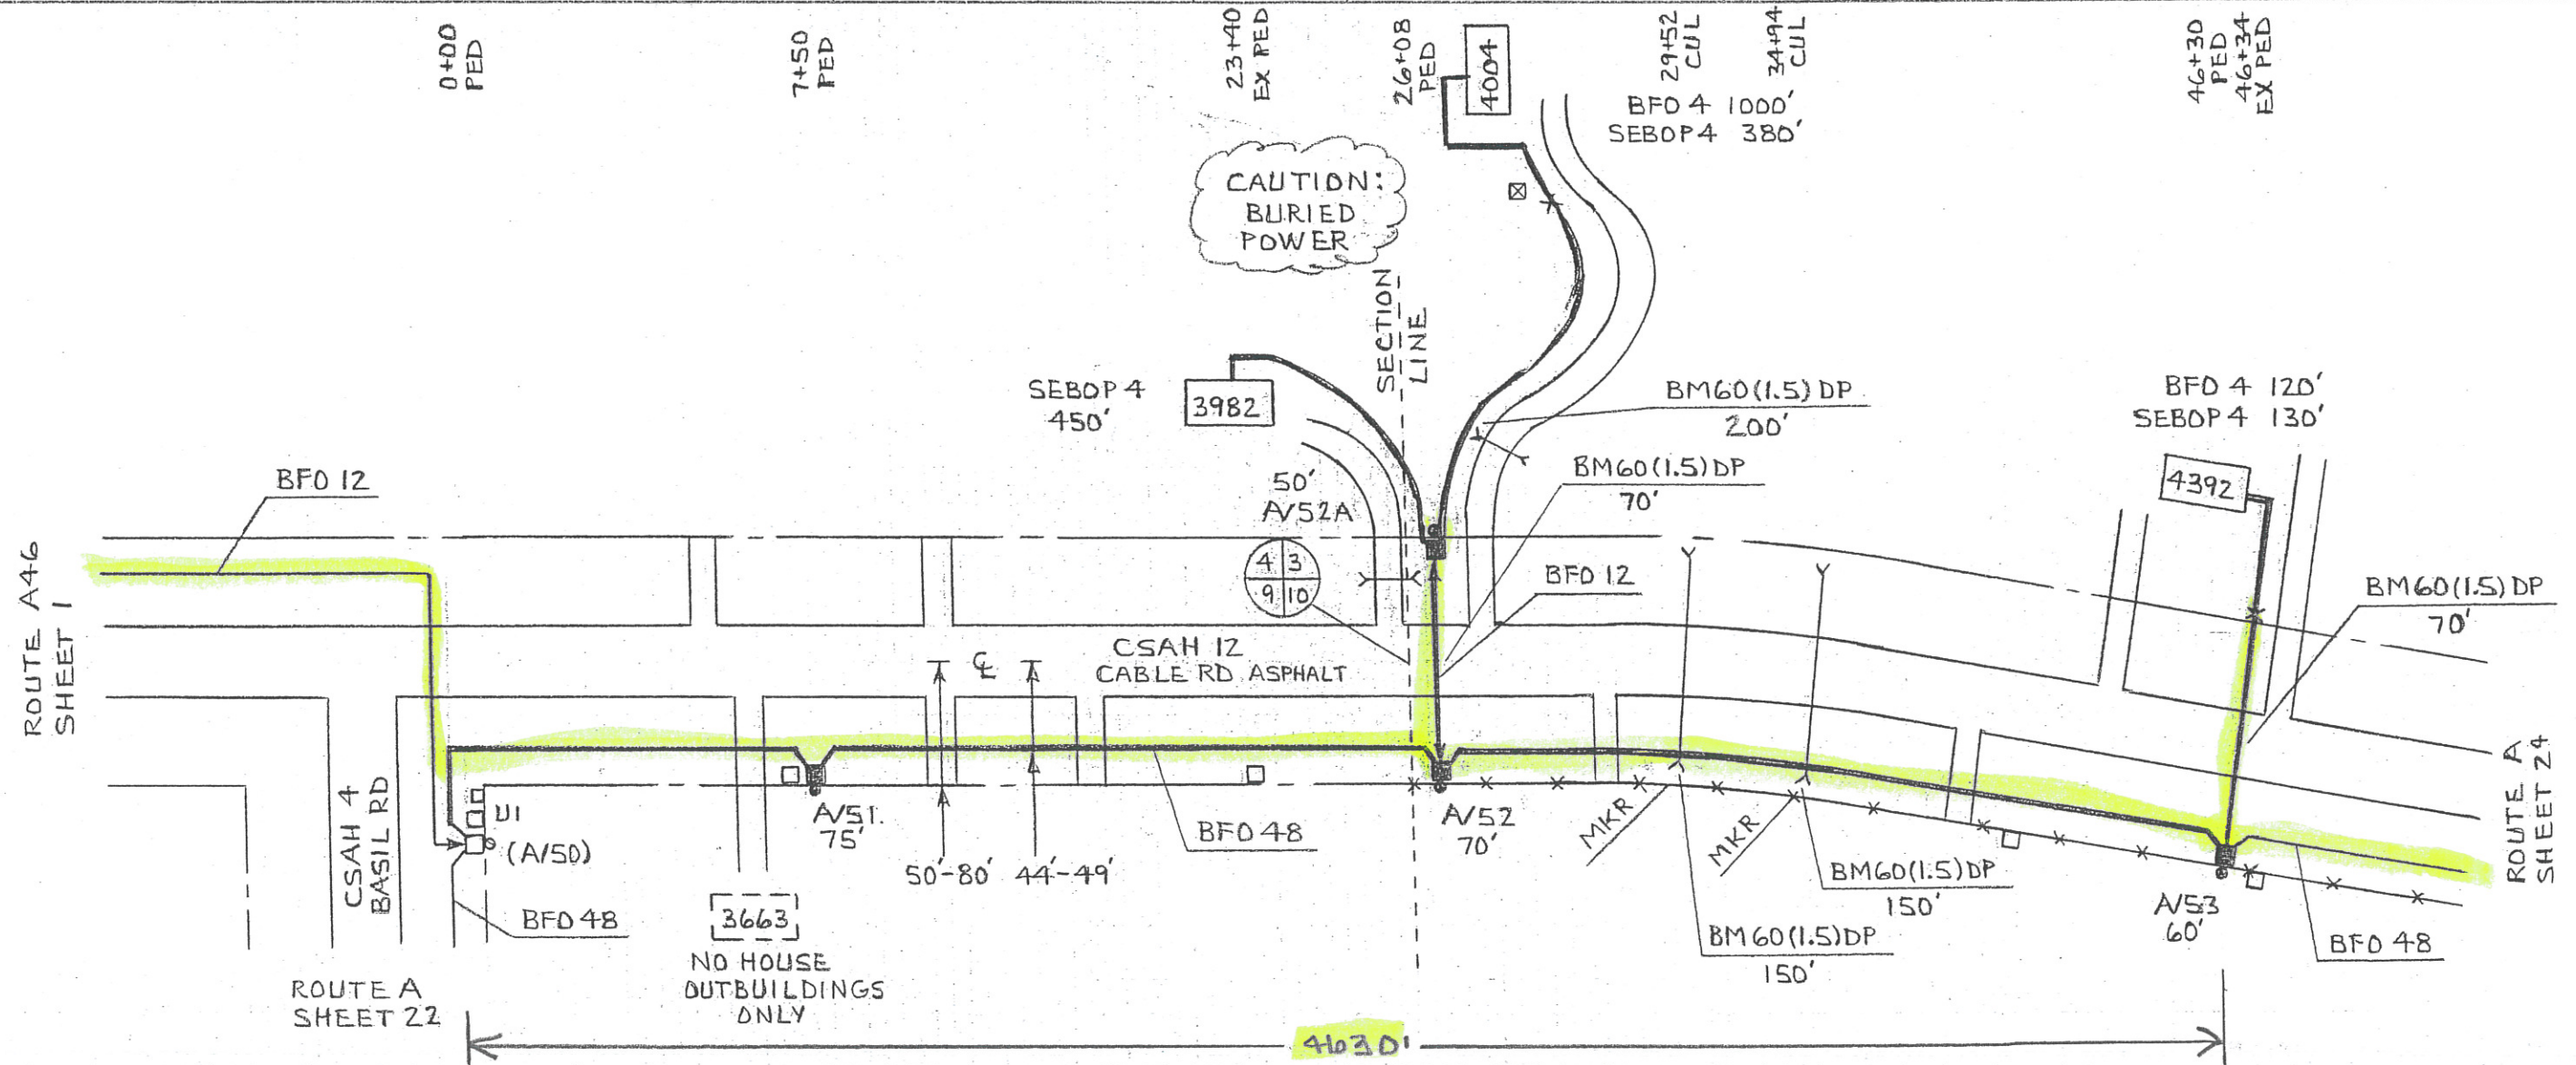 0+00
PED
7+50
PED
23+40
EX PED
26+08
PED
4004
29+52
CUL
34+94
CUL
46+30
PED
46+34
EX PED
BFO 4 1000'
SEBOP4 380'
CAUTION:
BURIED
POWER
SECTION
LINE
SEBOP 4
450'
3982
BM60(1.5) DP
200'
BFO 4 120'
SEBOP4 130'
4392
BFO 12
50'
A/52A
BM60(1.5) DP
70'
4 3
9 10
BFO 12
BM60(1.5) DP
70'
ROUTE A46
SHEET 1
CSAH 12
CABLE RD ASPHALT
℄
CSAH 4
BASIL RD
U1
(A/50)
A/51
75'
50'-80' 44'-49'
BFO 48
A/52
70'
MKR
MKR
BM60(1.5)DP
150'
BM60(1.5)DP
150'
A/53
60'
BFO 48
ROUTE A
SHEET 24
BFO 48
3663
NO HOUSE
OUTBUILDINGS
ONLY
ROUTE A
SHEET 22
4630'